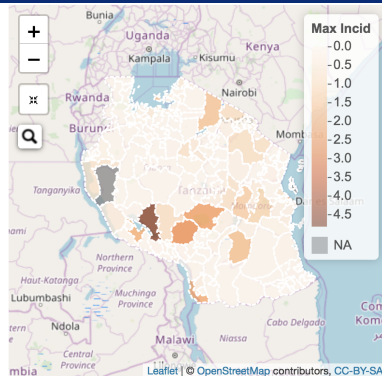 Bunia
Uganda
Kampala
Kisumu
Kenya
Nairobi
Rwanda
Tanganyika
Northern
Province
Haut-Katanga
Muchinga
Province
Lubumbashi
Ndola
Central
Province
Malawi
Niassa
Cabo Delgado
+
−
Max Incid
0.0
0.5
1.0
1.5
2.0
2.5
3.0
3.5
4.0
4.5
NA
Leaflet | © OpenStreetMap contributors, CC-BY-SA